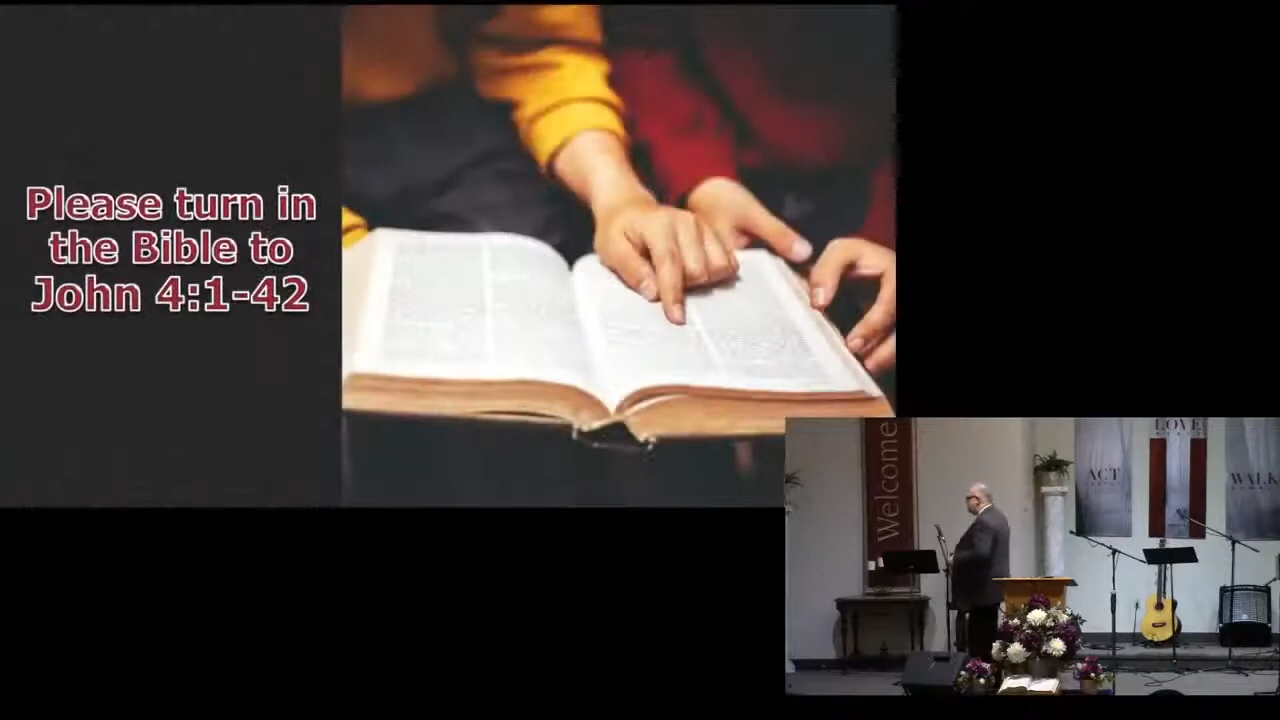 Please turn in
the Bible to
John 4:1-42
Welcome
LOVE
ACT
WALK